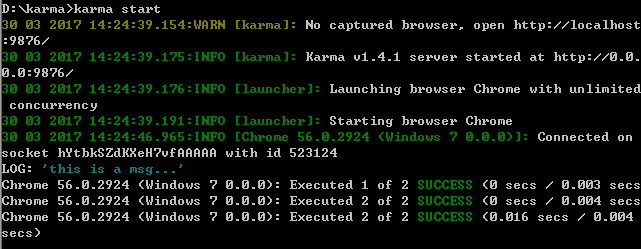 D:\karma>karma start
30 03 2017 14:24:39.154:WARN [karma]: No captured browser, open http://localhost
:9876/
30 03 2017 14:24:39.175:INFO [karma]: Karma v1.4.1 server started at http://0.0.
0.0:9876/
30 03 2017 14:24:39.176:INFO [launcher]: Launching browser Chrome with unlimited
 concurrency
30 03 2017 14:24:39.191:INFO [launcher]: Starting browser Chrome
30 03 2017 14:24:46.965:INFO [Chrome 56.0.2924 (Windows 7 0.0.0)]: Connected on
socket hYtbkSZdKXeH7vfAAAAA with id 523124
LOG: 'this is a msg...'
Chrome 56.0.2924 (Windows 7 0.0.0): Executed 1 of 2 SUCCESS (0 secs / 0.003 secs
Chrome 56.0.2924 (Windows 7 0.0.0): Executed 2 of 2 SUCCESS (0 secs / 0.004 secs
Chrome 56.0.2924 (Windows 7 0.0.0): Executed 2 of 2 SUCCESS (0.016 secs / 0.004
secs)